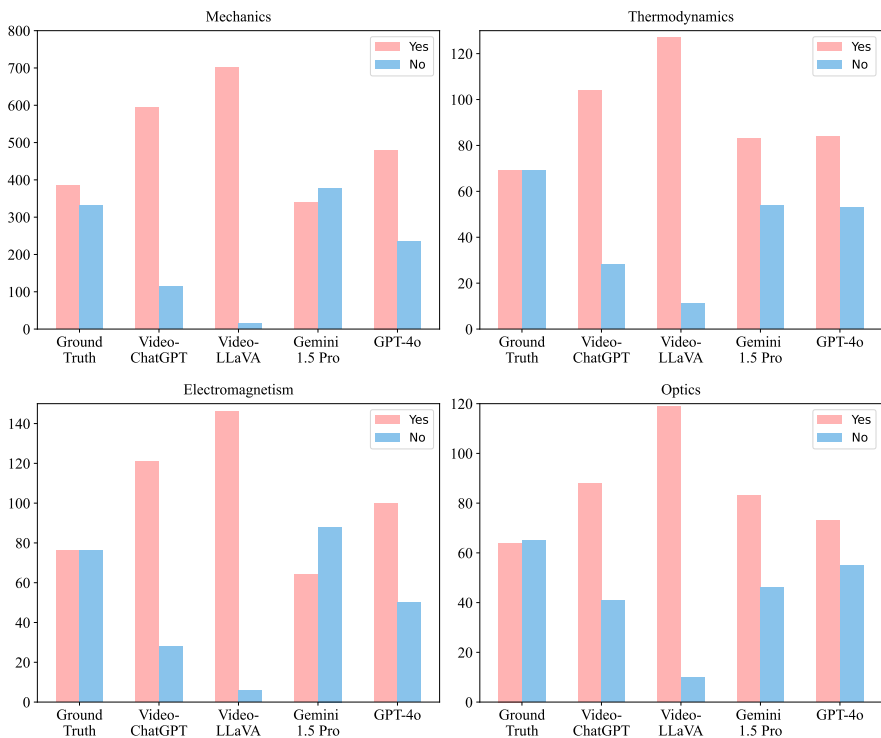 Mechanics
800
700
600
500
400
300
200
100
0
Yes
No
Ground
Truth
Video-
ChatGPT
Video-
LLaVA
Gemini
1.5 Pro
GPT-4o
Thermodynamics
120
100
80
60
40
20
0
Yes
No
Ground
Truth
Video-
ChatGPT
Video-
LLaVA
Gemini
1.5 Pro
GPT-4o
Electromagnetism
140
120
100
80
60
40
20
0
Yes
No
Ground
Truth
Video-
ChatGPT
Video-
LLaVA
Gemini
1.5 Pro
GPT-4o
Optics
120
100
80
60
40
20
0
Yes
No
Ground
Truth
Video-
ChatGPT
Video-
LLaVA
Gemini
1.5 Pro
GPT-4o